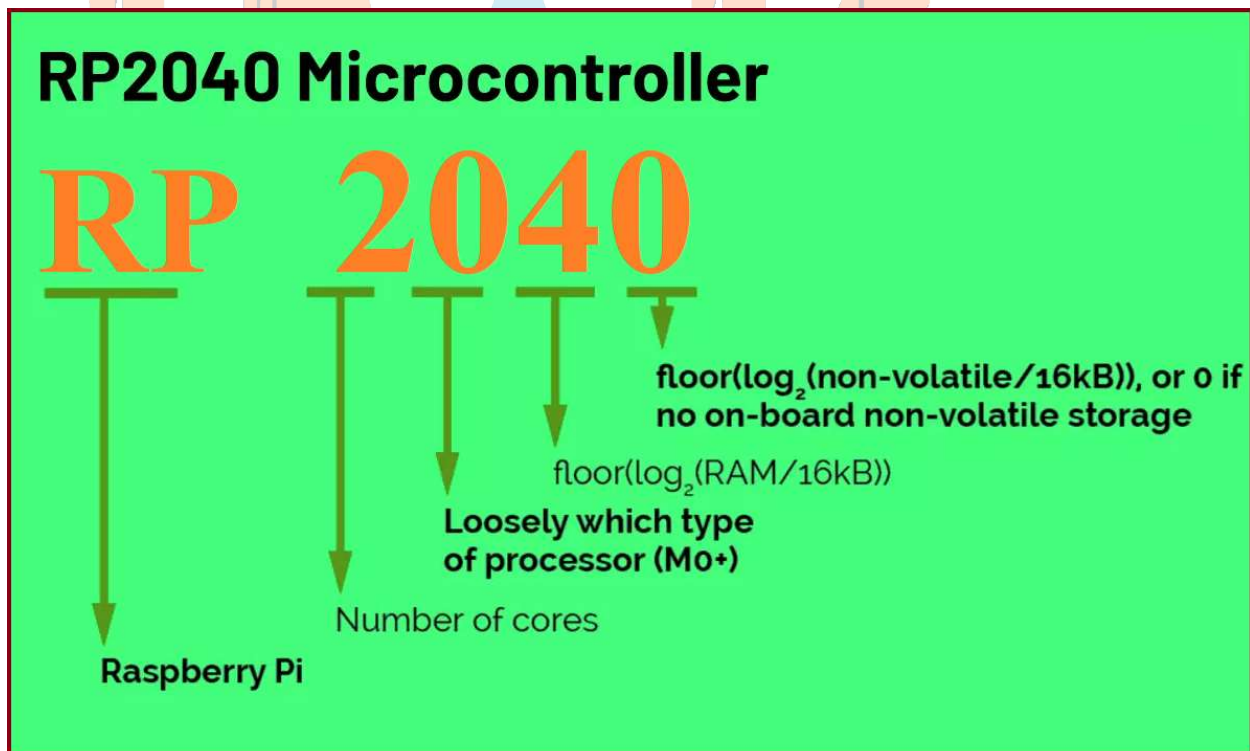 RP2040 Microcontroller
RP 2040
floor(log₂(non-volatile/16kB)), or 0 if
no on-board non-volatile storage
floor(log₂(RAM/16kB))
Loosely which type
of processor (M0+)
Number of cores
Raspberry Pi